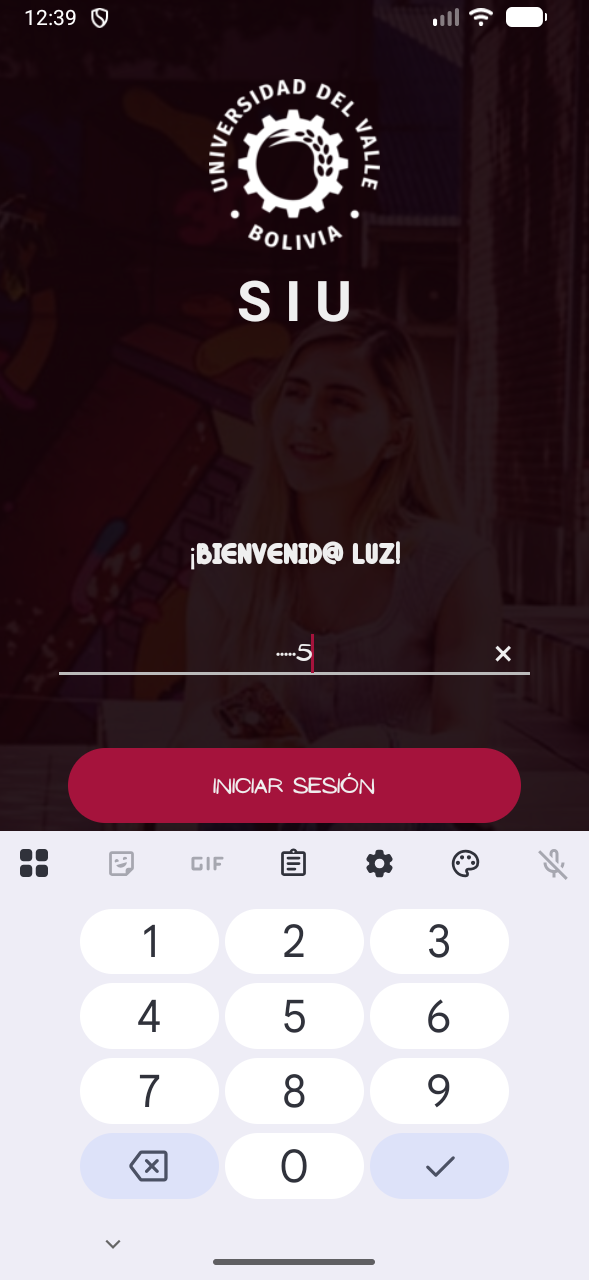 12:39
UNIVERSIDAD DEL VALLE
• BOLIVIA •
SIU
¡BIENVENID@ LUZ!
•••••5
INICIAR SESIÓN
GIF
1 2 3
4 5 6
7 8 9
0